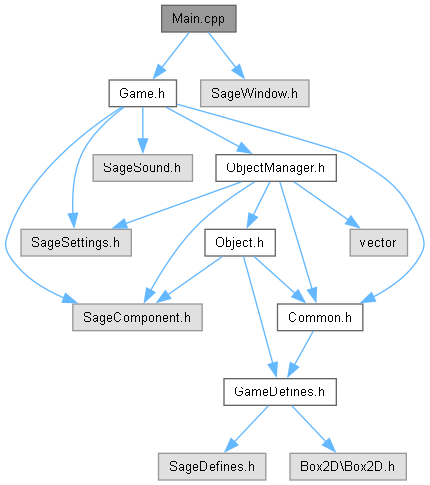 Main.cpp
Game.h
SageWindow.h
SageSound.h
ObjectManager.h
SageSettings.h
Object.h
vector
SageComponent.h
Common.h
GameDefines.h
SageDefines.h
Box2D\Box2D.h